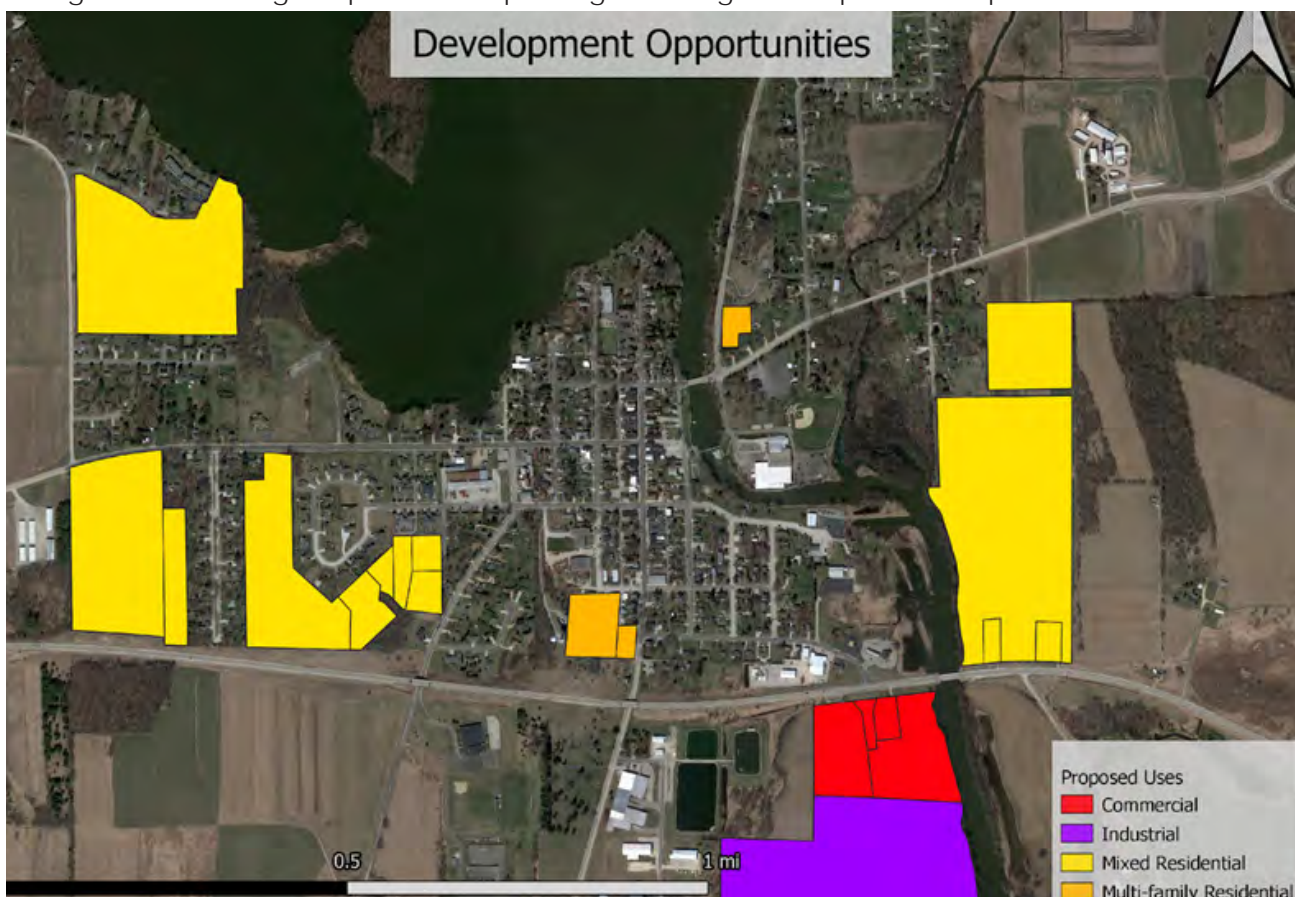 Development Opportunities
0.5
1 mi
Proposed Uses
Commercial
Industrial
Mixed Residential
Multi-family Residential